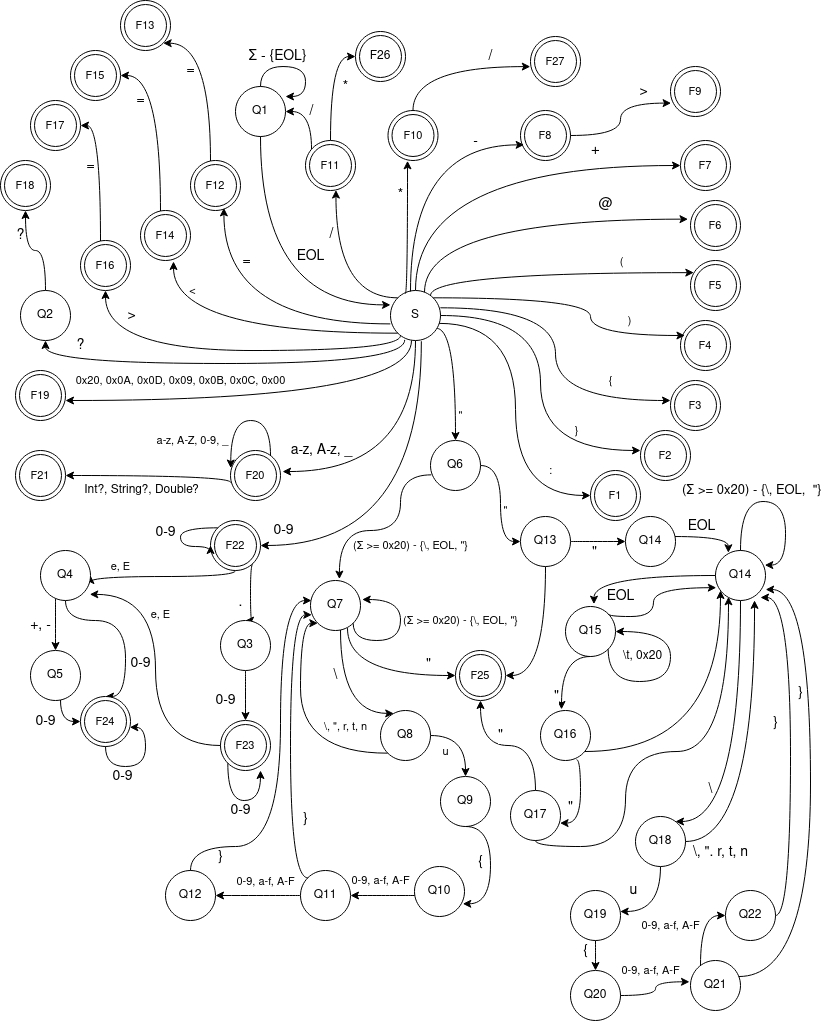 F13
Σ - {EOL}
F26
/
F27
F15
=
*
>
F9
=
Q1
/
F17
F10
-
F8
+
=
F11
F7
F18
F12
*
@
?
F14
/
F6
F16
EOL
=
(
<
F5
Q2
>
S
)
F4
?
0x20, 0x0A, 0x0D, 0x09, 0x0B, 0x0C, 0x00
{
F19
F3
"
}
a-z, A-Z, 0-9, _
a-z, A-z, _
F2
Q6
:
F21
F20
Int?, String?, Double?
F1
(Σ >= 0x20) - {\, EOL, "}
"
0-9
0-9
EOL
F22
(Σ >= 0x20) - {\, EOL, "}
Q13
"
Q14
e, E
Q4
Q14
.
Q7
EOL
e, E
(Σ >= 0x20) - {\, EOL, "}
+, -
Q15
Q3
\t, 0x20
0-9
"
Q5
\
F25
}
0-9
"
0-9
F24
\, ", r, t, n
Q8
"
Q16
}
F23
u
0-9
\
0-9
Q9
"
}
Q17
Q18
\, ". r, t, n
}
{
0-9, a-f, A-F
0-9, a-f, A-F
u
Q12
Q11
Q10
Q19
Q22
0-9, a-f, A-F
{
0-9, a-f, A-F
Q20
Q21